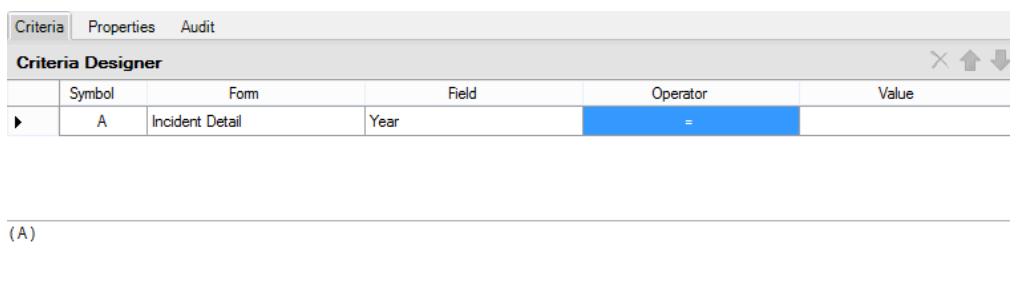 Criteria Properties Audit
Criteria Designer
Symbol Form Field Operator Value
A Incident Detail Year =
(A)